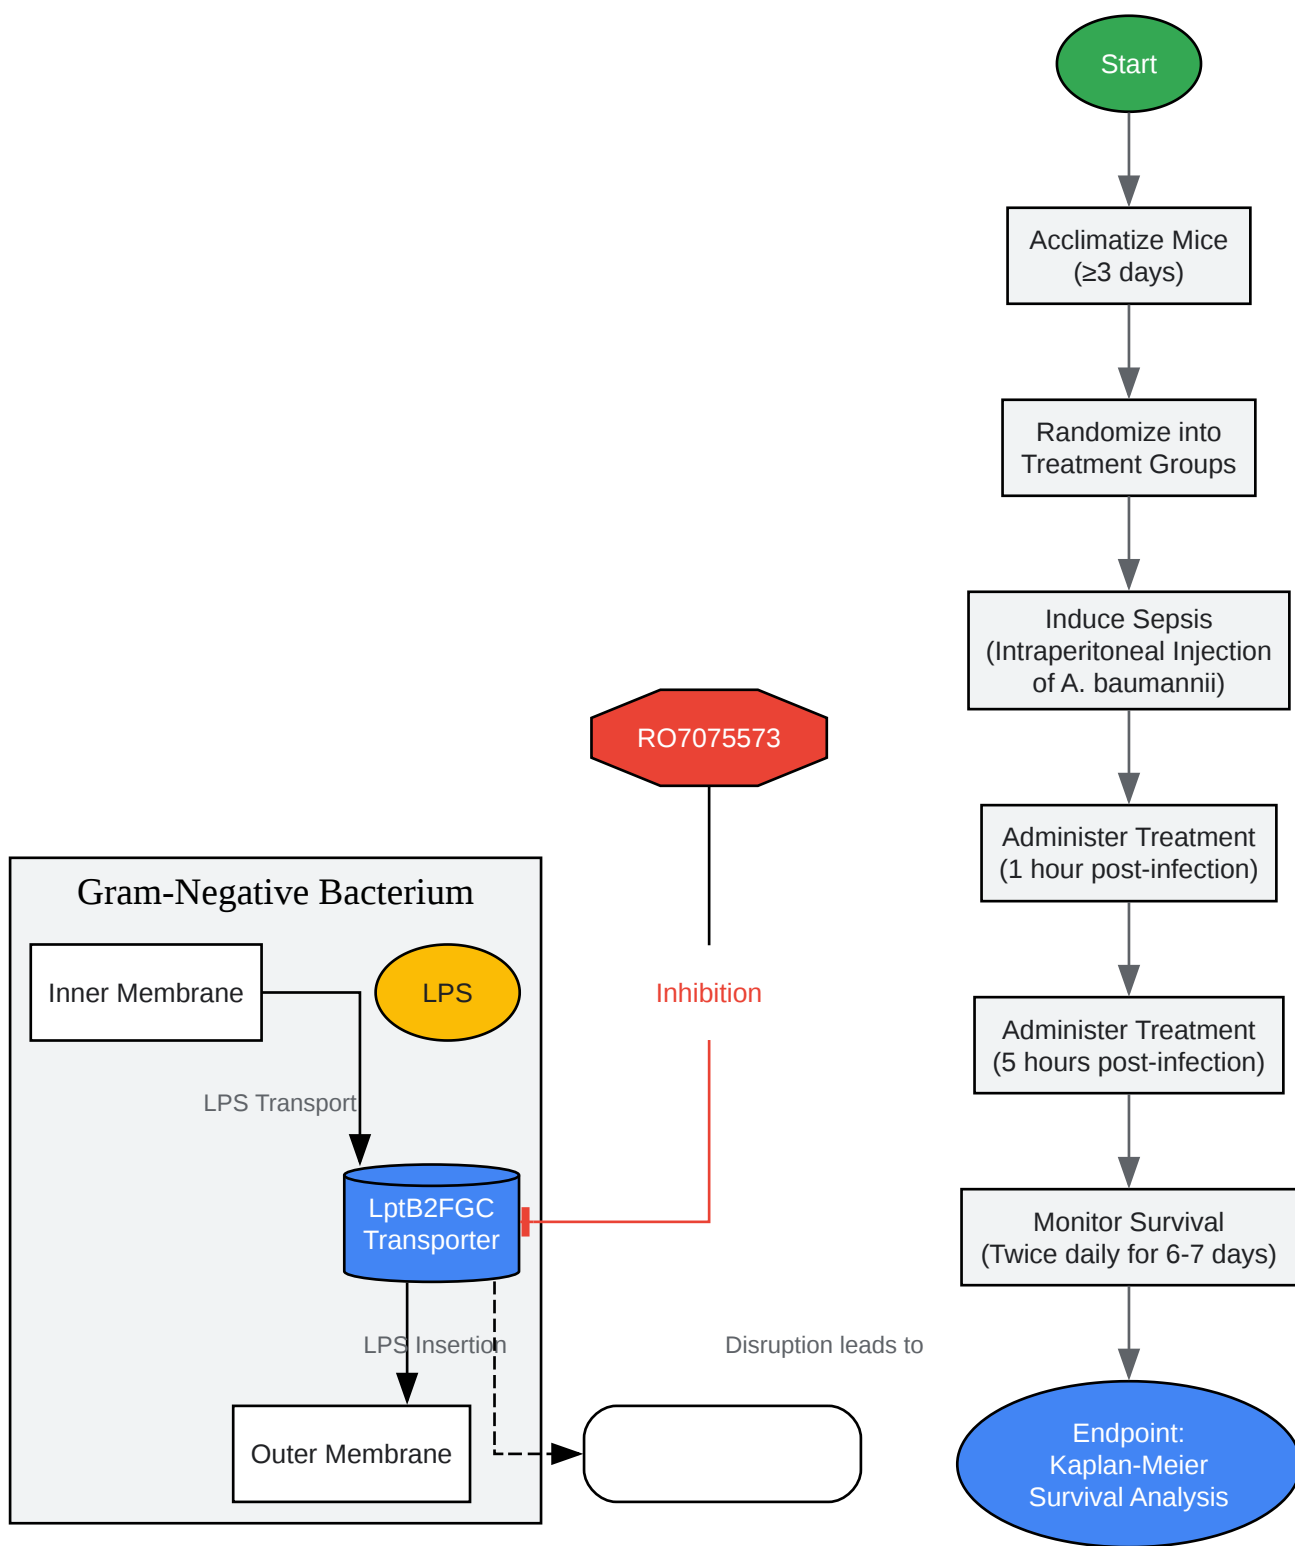 Start
Acclimatize Mice
(≥3 days)
Randomize into
Treatment Groups
Induce Sepsis
(Intraperitoneal Injection
of A. baumannii)
Administer Treatment
(1 hour post-infection)
Administer Treatment
(5 hours post-infection)
Monitor Survival
(Twice daily for 6-7 days)
Endpoint:
Kaplan-Meier
Survival Analysis
RO7075573
Inhibition
Gram-Negative Bacterium
Inner Membrane
LPS
LPS Transport
LptB2FGC
Transporter
LPS Insertion
Disruption leads to
Outer Membrane